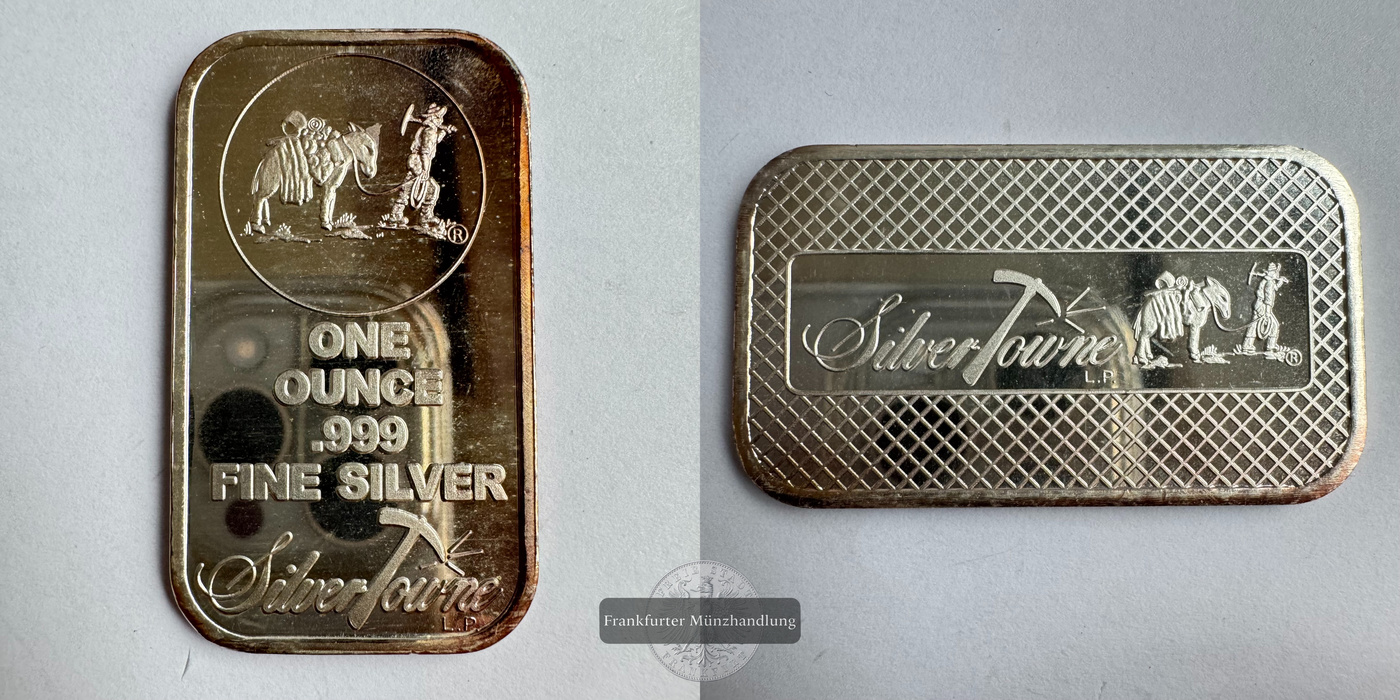 ®
ONE
OUNCE
.999
FINE SILVER
SilverTowne
L.P.
SilverTowne
L.P.
®
Frankfurter Münzhandlung